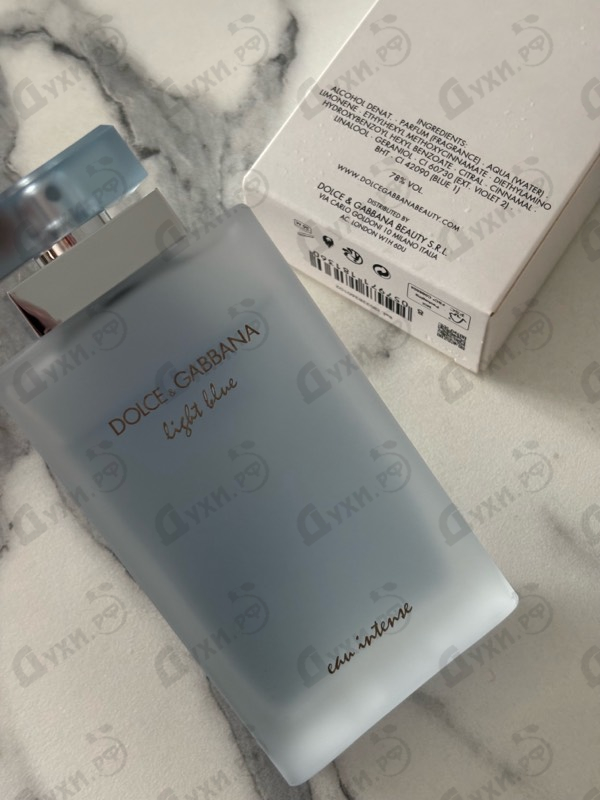 INGREDIENTS:
ALCOHOL DENAT. · PARFUM (FRAGRANCE) · AQUA (WATER)
LIMONENE · ETHYLHEXYL METHOXYCINNAMATE · DIETHYLAMINO
HYDROXYBENZOYL HEXYL BENZOATE · CITRAL · CINNAMAL ·
LINALOOL · GERANIOL · CI 60730 (EXT. VIOLET 2) ·
BHT · CI 42090 (BLUE 1)
78% VOL.
WWW.DOLCEGABBANABEAUTY.COM
DISTRIBUTED BY
DOLCE & GABBANA BEAUTY S.R.L.
VIA CARLO GOLDONI 10 MILANO ITALIA
AC. LONDON W1H 6DU
DOLCE & GABBANA
light blue
eau intense
Духи.рф